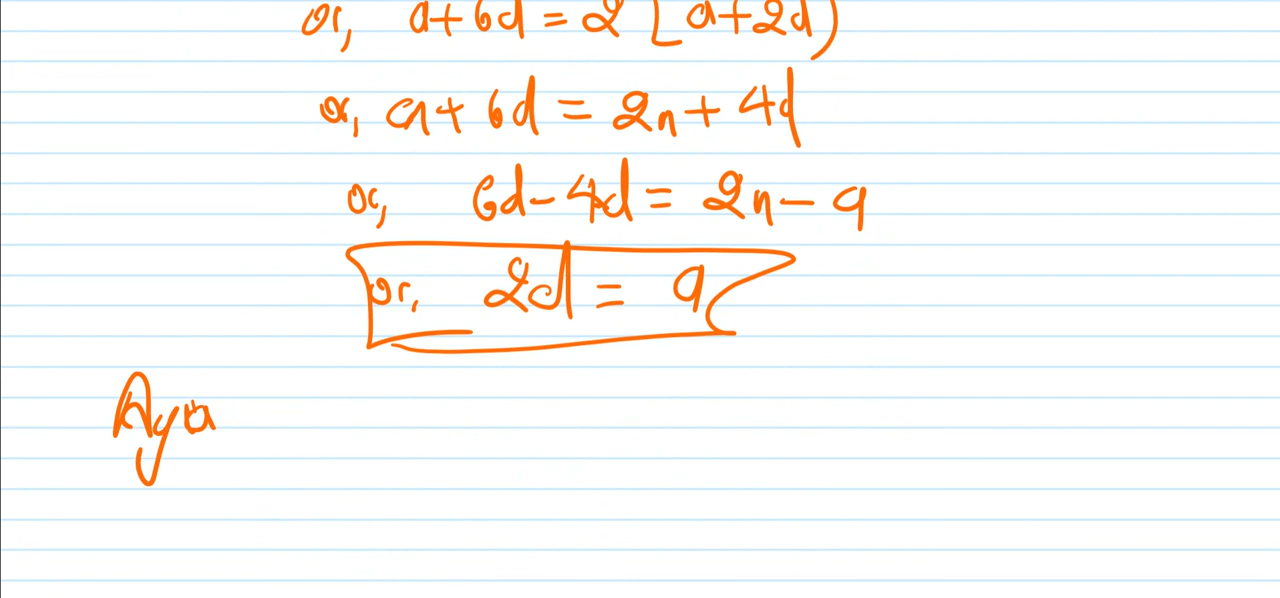 or, a+6d = 2 [a+2d)
or, a+ 6d = 2a + 4d
or, 6d - 4d = 2a - a
or, 2d = a
Aga